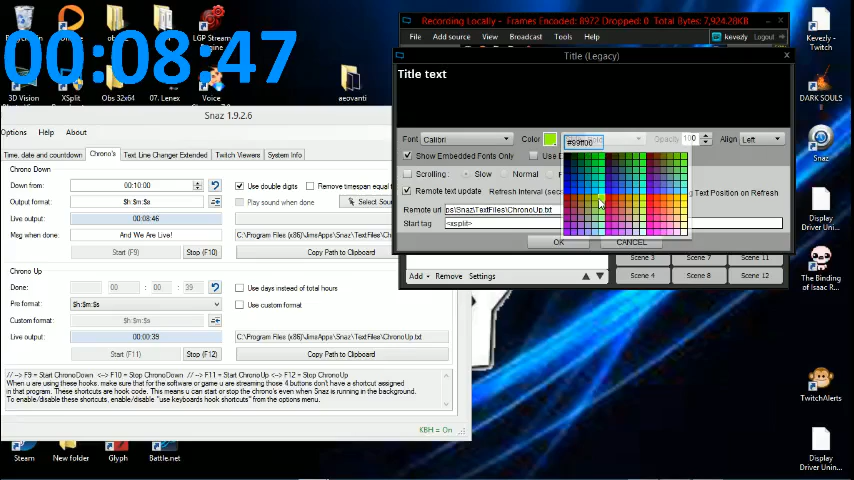 00:08:47
Recording Locally - Frames Encoded: 8972 Dropped: 0 Total Bytes: 7,924.28KB
File Add source View Broadcast Tools Help kevezly Logout
Title (Legacy)
Title text
Font Calibri Color #99ff00 Opacity 100 Align Left
Show Embedded Fonts Only
Scrolling: Slow Normal
Remote text update Refresh Interval (sec) Text Position on Refresh
Remote url ps\Snaz\TextFiles\ChronoUp.txt
Start tag <xsplit>
OK CANCEL
Scene 3 Scene 7 Scene 11
Add Remove Settings Scene 4 Scene 8 Scene 12
LGP Stream Engine
3D Vision
XSplit
Obs 32x64
07. Lenex
Voice
aeovanti
Kevezly - Twitch
DARK SOULS II
Snaz
Display Driver Unin...
The Binding of Isaac R...
TwitchAlerts
Display Driver Unin...
Snaz 1.9.2.6
Options Help About
Time, date and countdown Chrono's Text Line Changer Extended Twitch Viewers System Info
Chrono Down
Down from: 00:10:00 Use double digits Remove timespan equal t
Output format: $h:$m:$s Play sound when done Select Sou
Live output: 00:08:46
Msg when done: And We Are Live! C:\Program Files (x86)\JimsApps\Snaz\TextFiles\ChronoDown.txt
Start (F9) Stop (F10) Copy Path to Clipboard
Chrono Up
Done: 00 : 00 : 39 Use days instead of total hours
Pre format: $h:$m:$s Use custom format
Custom format: $h:$m:$s
Live output: 00:00:39 C:\Program Files (x86)\JimsApps\Snaz\TextFiles\ChronoUp.txt
Start (F11) Stop (F12) Copy Path to Clipboard
// --> F9 = Start ChronoDown <--> F10 = Stop ChronoDown // --> F11 = Start ChronoUp <--> F12 = Stop ChronoUp
When u are using these hooks, make sure that for the software or game u are streaming those 4 buttons don't have a shortcut assigned
in that program. These shortcuts are hook code. This means u can start or stop the chrono's even when Snaz is running in the background.
To enable/disable these shortcuts, enable/disable "use keyboards hook shortcuts" from the options menu.
KBH = On
Steam
New folder
Glyph
Battle.net